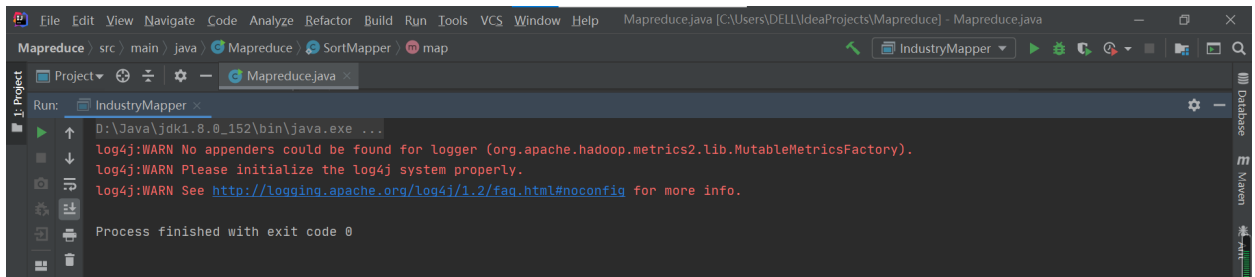 File Edit View Navigate Code Analyze Refactor Build Run Tools VCS Window Help Mapreduce.java [C:\Users\DELL\IdeaProjects\Mapreduce] - Mapreduce.java
Mapreduce src main java Mapreduce SortMapper map IndustryMapper
1: Project
Project Mapreduce.java
Run: IndustryMapper
D:\Java\jdk1.8.0_152\bin\java.exe ...
log4j:WARN No appenders could be found for logger (org.apache.hadoop.metrics2.lib.MutableMetricsFactory).
log4j:WARN Please initialize the log4j system properly.
log4j:WARN See http://logging.apache.org/log4j/1.2/faq.html#noconfig for more info.
Process finished with exit code 0
Database
Maven
Ant